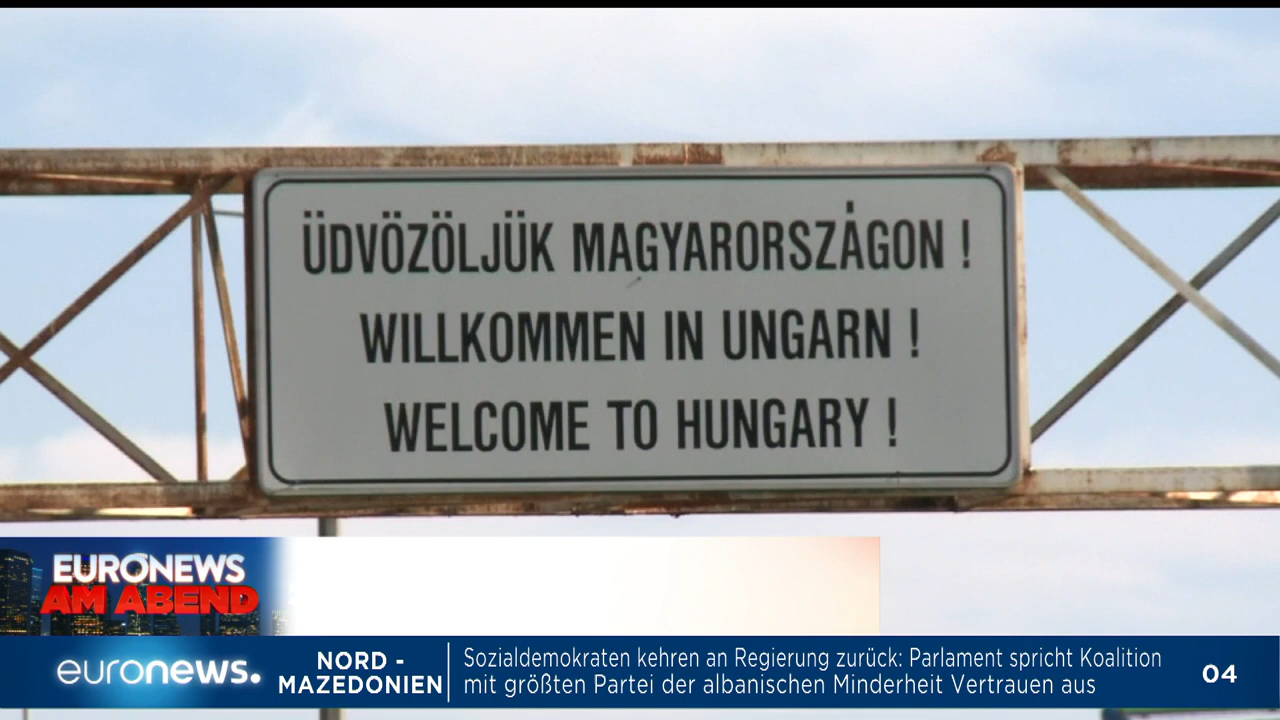 ÜDVÖZÖLJÜK MAGYARORSZÁGON !
WILLKOMMEN IN UNGARN !
WELCOME TO HUNGARY !
EURONEWS
AM ABEND
euronews.
NORD -
MAZEDONIEN
Sozialdemokraten kehren an Regierung zurück: Parlament spricht Koalition
mit größten Partei der albanischen Minderheit Vertrauen aus
04